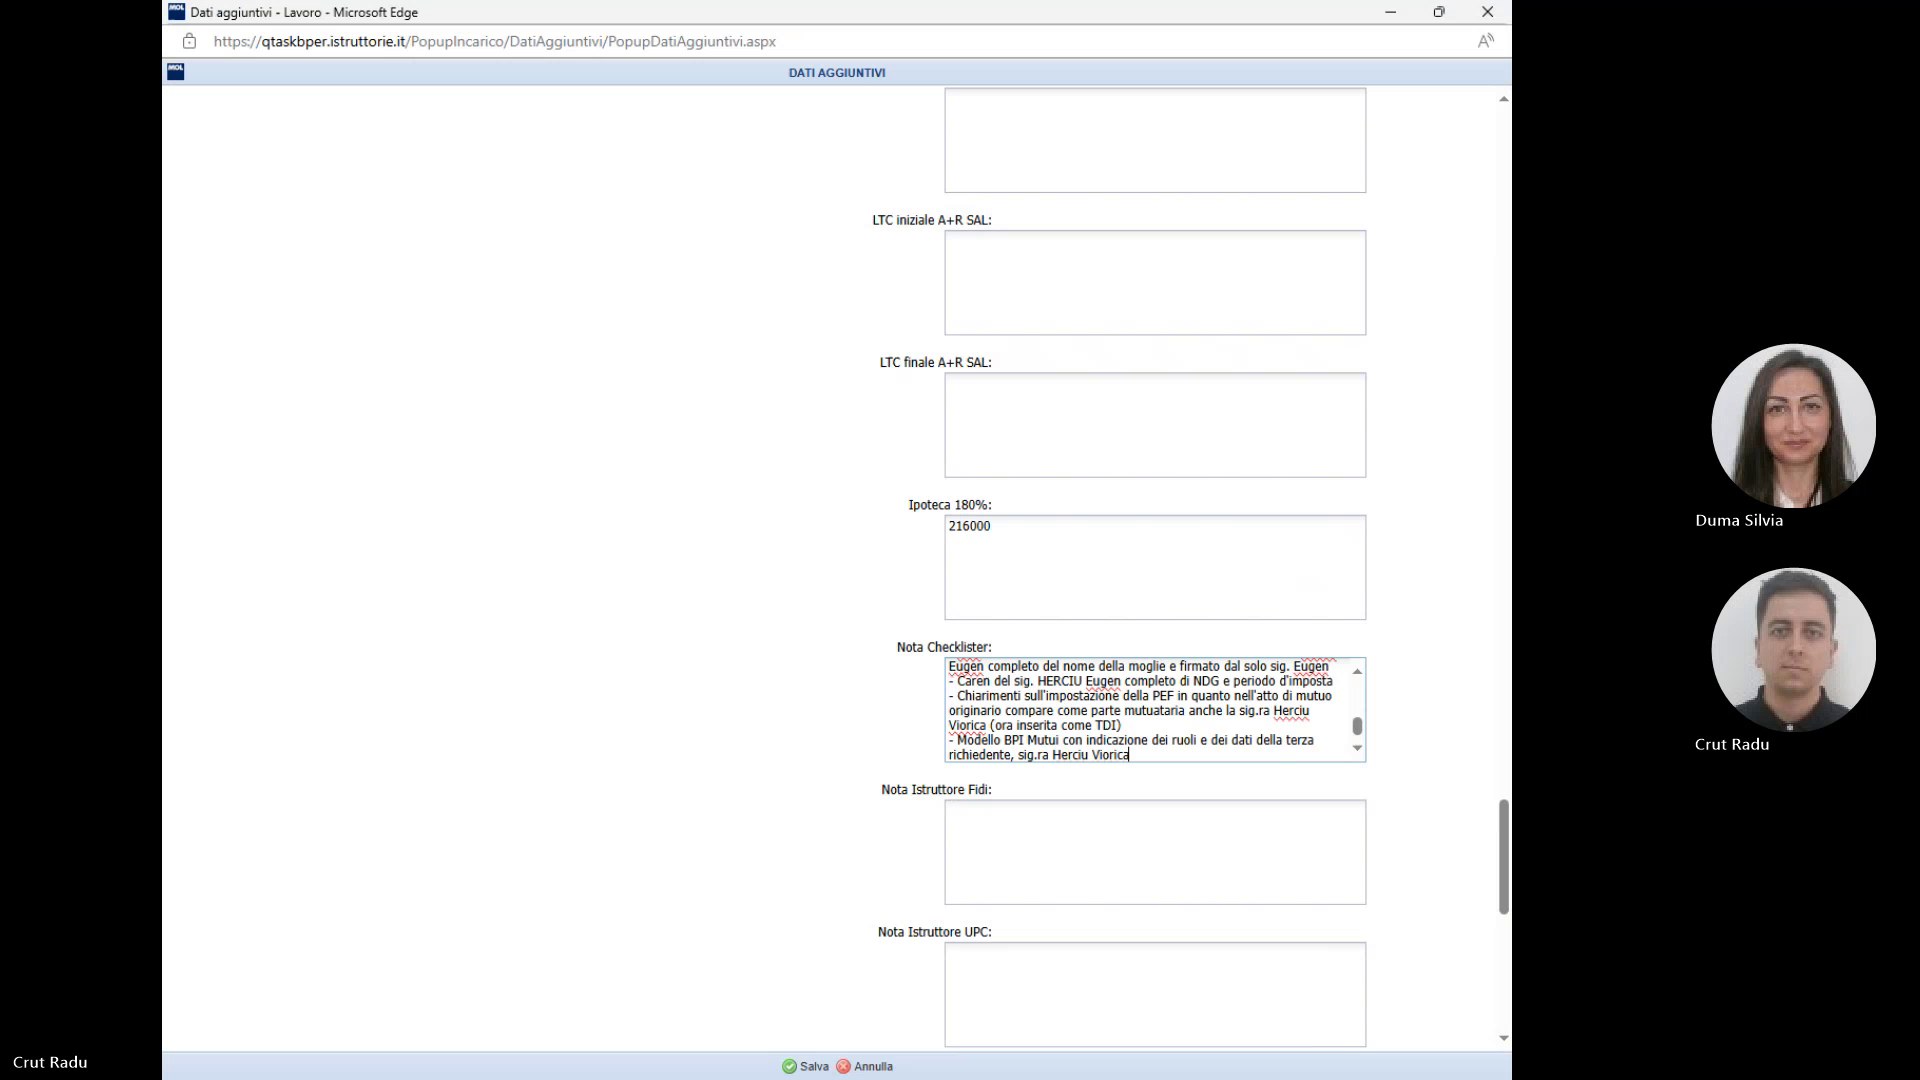 MOL Dati aggiuntivi - Lavoro - Microsoft Edge
https://qtaskbper.istruttorie.it/PopupIncarico/DatiAggiuntivi/PopupDatiAggiuntivi.aspx
MOL
DATI AGGIUNTIVI
LTC iniziale A+R SAL:
LTC finale A+R SAL:
Ipoteca 180%:
216000
Nota Checklister:
Eugen completo del nome della moglie e firmato dal solo sig. Eugen
- Caren del sig. HERCIU Eugen completo di NDG e periodo d'imposta
- Chiarimenti sull'impostazione della PEF in quanto nell'atto di mutuo
originario compare come parte mutuataria anche la sig.ra Herciu
Viorica (ora inserita come TDI)
- Modello BPI Mutui con indicazione dei ruoli e dei dati della terza
richiedente, sig.ra Herciu Viorica
Nota Istruttore Fidi:
Nota Istruttore UPC:
Salva Annulla
Duma Silvia
Crut Radu
Crut Radu